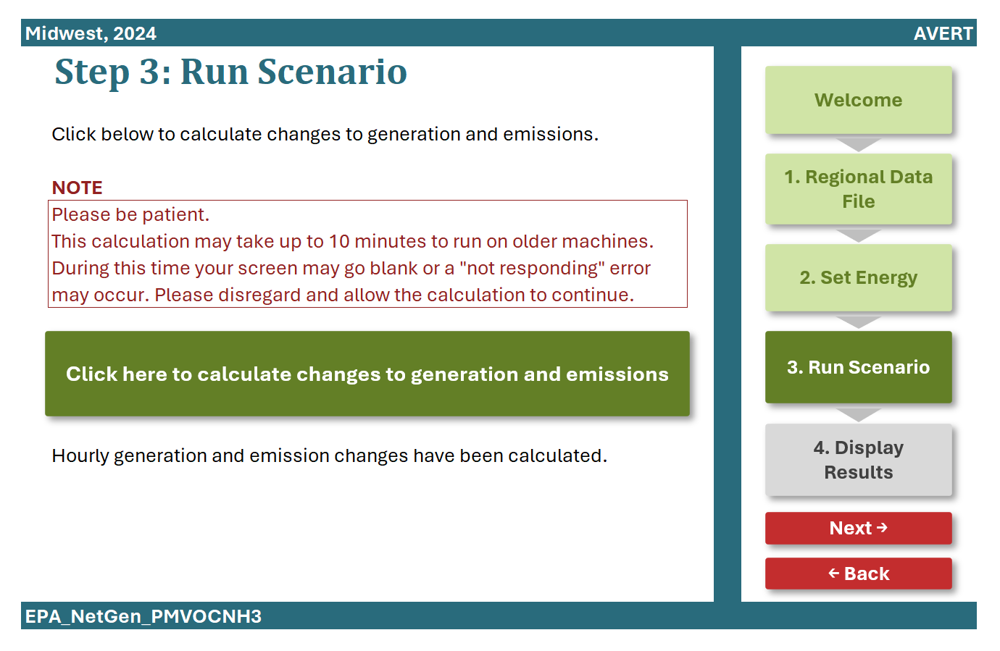 Midwest, 2024
AVERT
Step 3: Run Scenario
Click below to calculate changes to generation and emissions.
NOTE
Please be patient.
This calculation may take up to 10 minutes to run on older machines.
During this time your screen may go blank or a "not responding" error
may occur. Please disregard and allow the calculation to continue.
Click here to calculate changes to generation and emissions
Hourly generation and emission changes have been calculated.
Welcome
1. Regional Data
File
2. Set Energy
3. Run Scenario
4. Display
Results
Next →
← Back
EPA_NetGen_PMVOCNH3